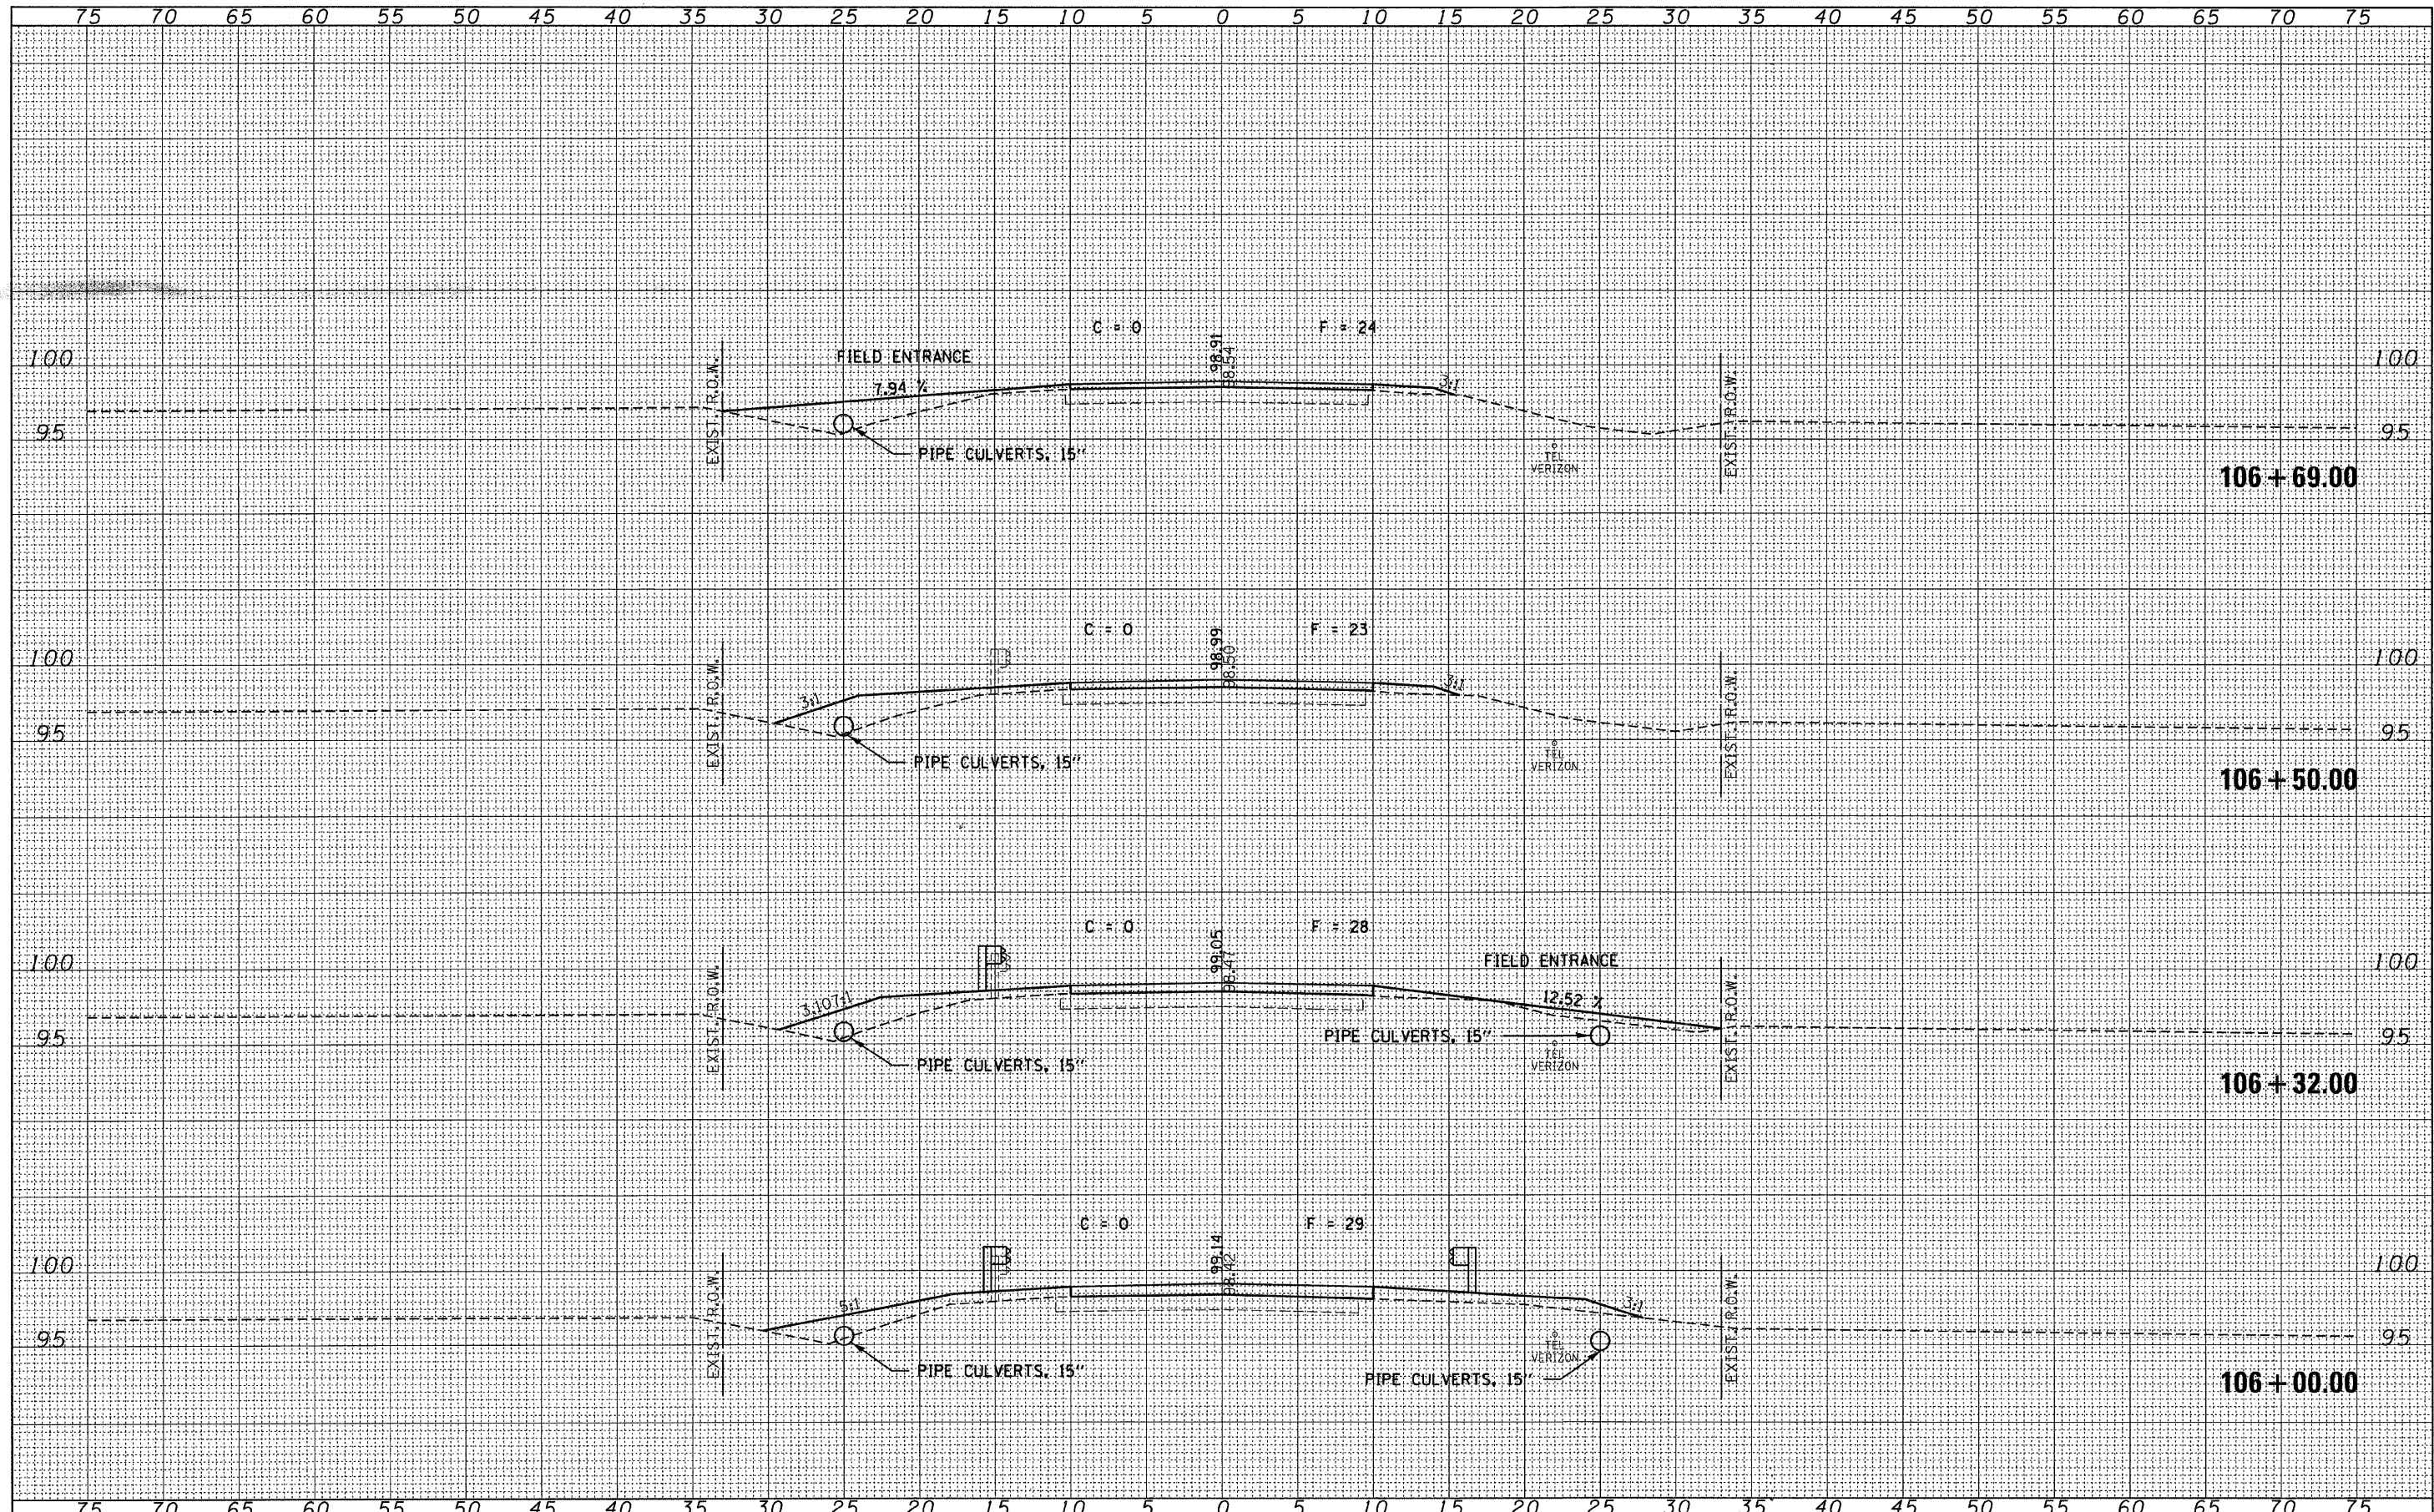 75 70 65 60 55 50 45 40 35 30 25 20 15 10 5 0 5 10 15 20 25 30 35 40 45 50 55 60 65 70 75
C = 0 F = 24
98.91
98.54
FIELD ENTRANCE
100 100
7.94 %
3:1
EXIST. R.O.W.
EXIST. R.O.W.
95 95
PIPE CULVERTS, 15"
TEL
VERIZON
106 + 69.00
C = 0 F = 23
98.99
98.50
100 100
3:1
3:1
EXIST. R.O.W.
EXIST. R.O.W.
95 95
PIPE CULVERTS, 15"
TEL
VERIZON
106 + 50.00
C = 0 F = 28
99.05
98.47
FIELD ENTRANCE
100 100
3.107:1
12.52 %
EXIST. R.O.W.
EXIST. R.O.W.
95 95
PIPE CULVERTS, 15"
PIPE CULVERTS, 15"
TEL
VERIZON
106 + 32.00
C = 0 F = 29
99.14
98.42
100 100
5:1
3:1
EXIST. R.O.W.
EXIST. R.O.W.
95 95
TEL
VERIZON
PIPE CULVERTS, 15"
PIPE CULVERTS, 15"
106 + 00.00
75 70 65 60 55 50 45 40 35 30 25 20 15 10 5 0 5 10 15 20 25 30 35 40 45 50 55 60 65 70 75